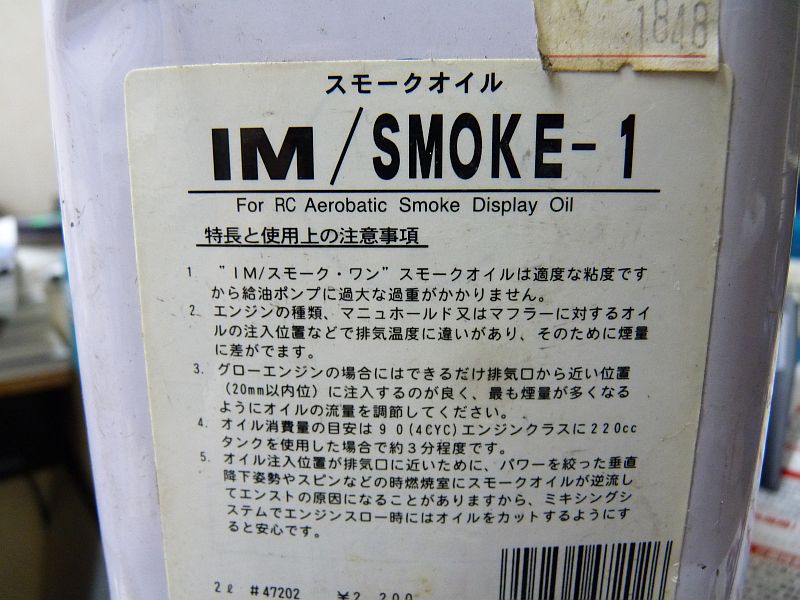 1848
スモークオイル
IM/SMOKE-1
For RC Aerobatic Smoke Display Oil
特長と使用上の注意事項
1. ”IM/スモーク・ワン”スモークオイルは適度な粘度です
から給油ポンプに過大な過重がかかりません。
2. エンジンの種類、マニュホールド又はマフラーに対するオイ
ルの注入位置などで排気温度に違いがあり、そのために煙量
に差がでます。
3. グローエンジンの場合にはできるだけ排気口から近い位置
(20mm以内位)に注入するのが良く、最も煙量が多くなる
ようにオイルの流量を調節してください。
4. オイル消費量の目安は90(4CYC)エンジンクラスに220cc
タンクを使用した場合で約3分程度です。
5. オイル注入位置が排気口に近いために、パワーを絞った垂直
降下姿勢やスピンなどの時燃焼室にスモークオイルが逆流し
てエンストの原因になることがありますから、ミキシングシ
ステムでエンジンスロー時にはオイルをカットするようにす
ると安心です。
2ℓ #47202 ¥2,200